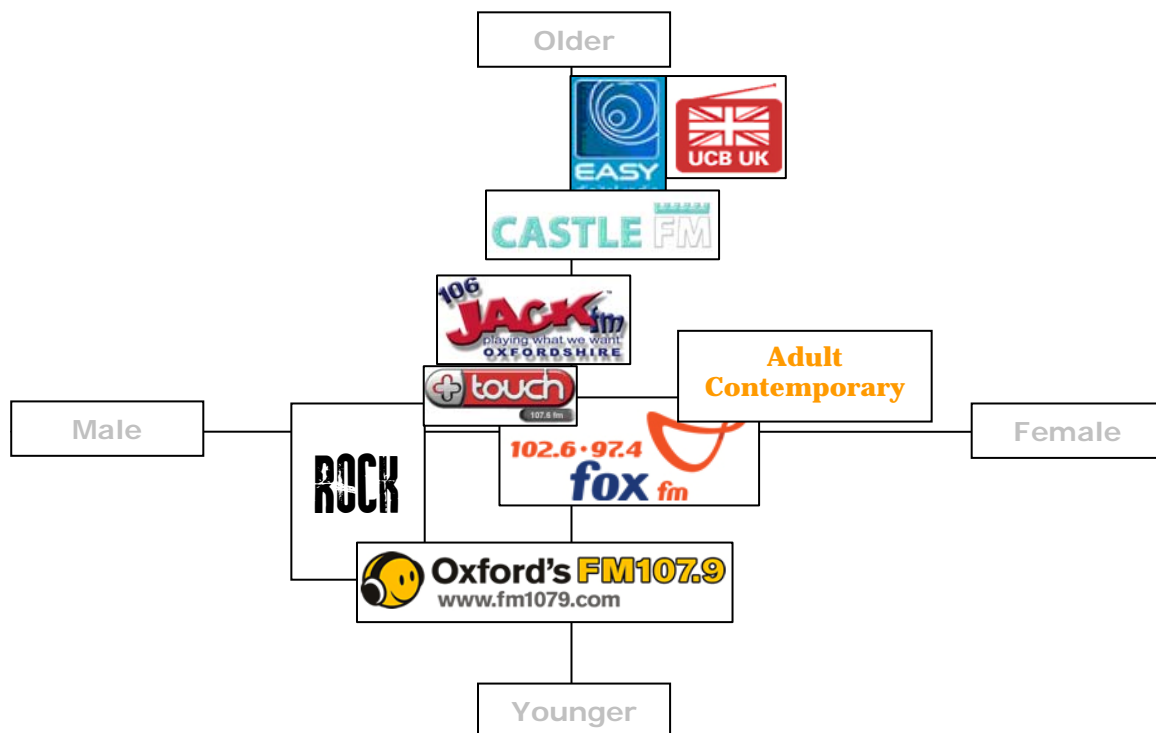 Older
EASY
UCB UK
CASTLE FM
106
JACK fm
™
playing what we want
OXFORDSHIRE
touch
107.6 fm
Adult
Contemporary
Male
Female
102.6·97.4
fox fm
ROCK
Oxford's FM107.9
www.fm1079.com
Younger